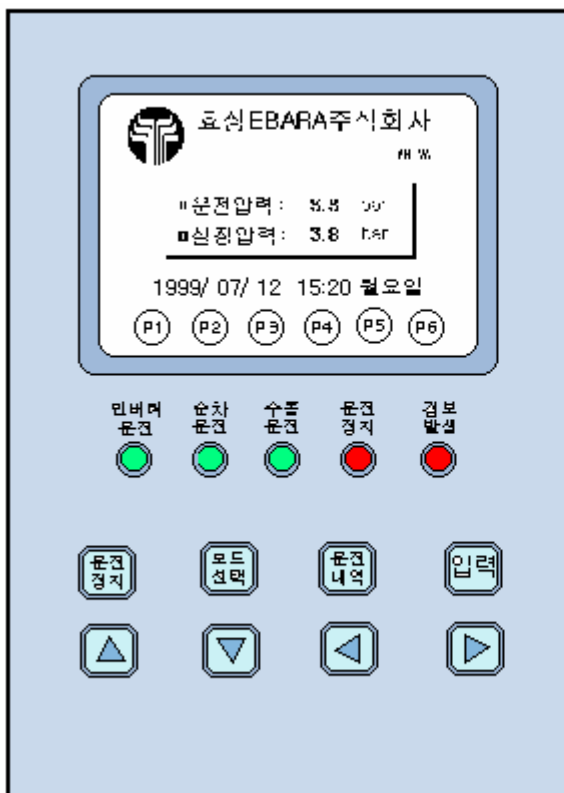 효성EBARA주식회사
운전압력:
설정압력: 3.8 bar
1999/ 07/ 12 15:20 월요일
P1 P2 P3 P4 P5 P6
인버터 순차 수동 운전 경보
운전 운전 운전 정지 발생
운전 모드 운전 입력
정지 선택 내역